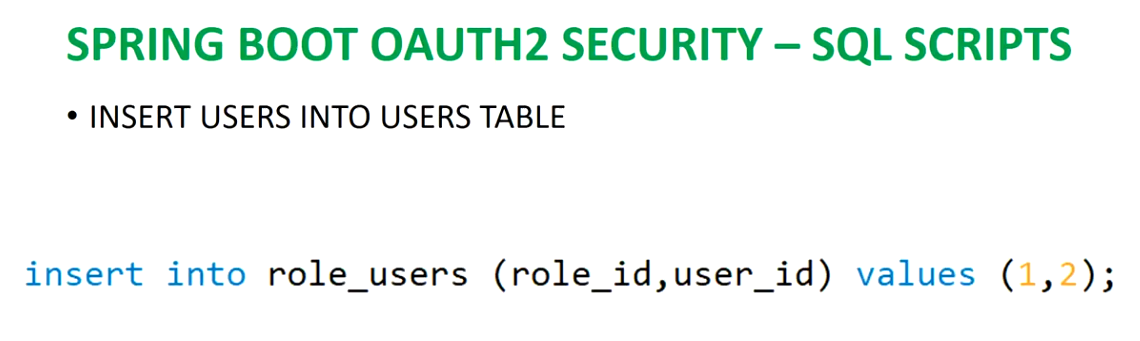 SPRING BOOT OAUTH2 SECURITY – SQL SCRIPTS
• INSERT USERS INTO USERS TABLE
insert into role_users (role_id,user_id) values (1,2);